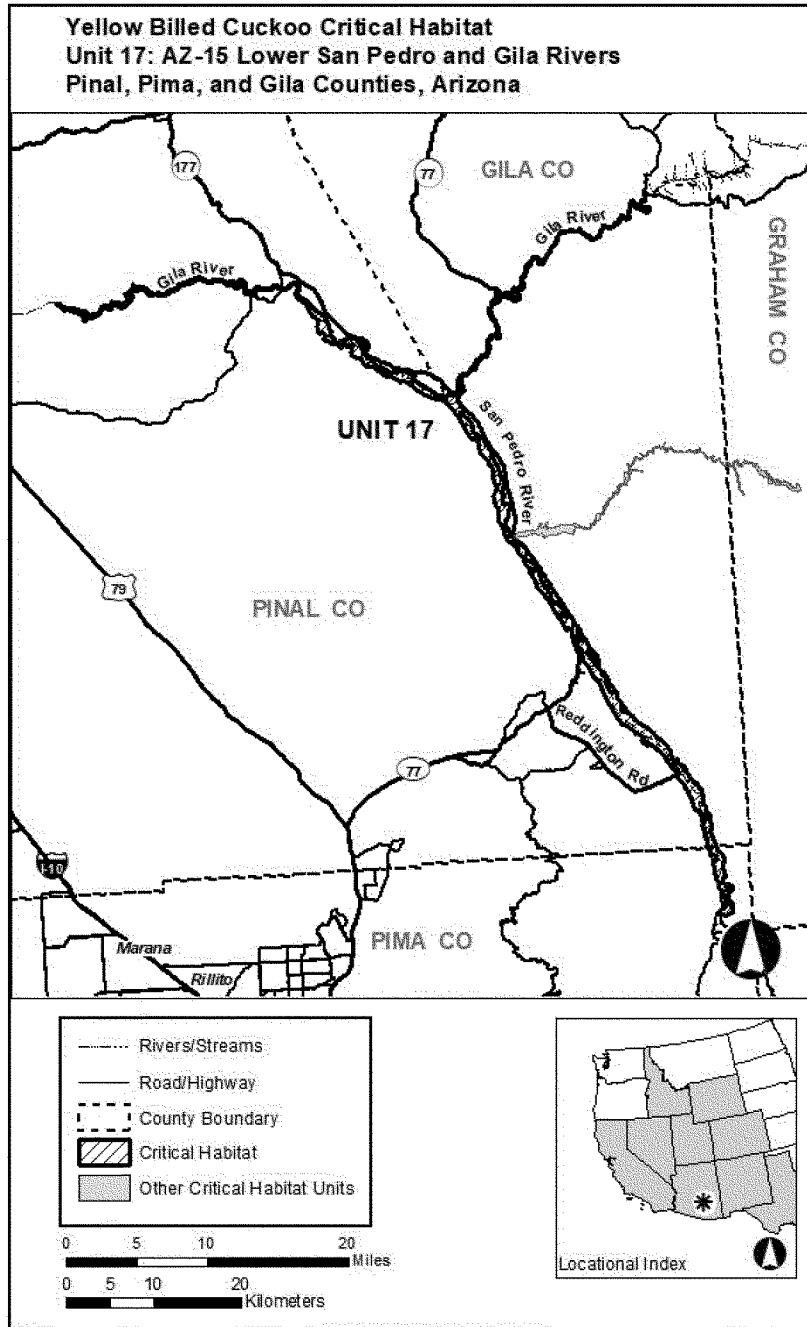 Yellow Billed Cuckoo Critical Habitat
Unit 17: AZ-15 Lower San Pedro and Gila Rivers
Pinal, Pima, and Gila Counties, Arizona
177
77
GILA CO
Gila River
GRAHAM CO
Gila River
UNIT 17
San Pedro River
79
PINAL CO
Reddington Rd
77
I-10
Marana
Rillito
PIMA CO
Rivers/Streams
Road/Highway
County Boundary
Critical Habitat
Other Critical Habitat Units
0 5 10 20
Miles
0 5 10 20
Kilometers
Locational Index